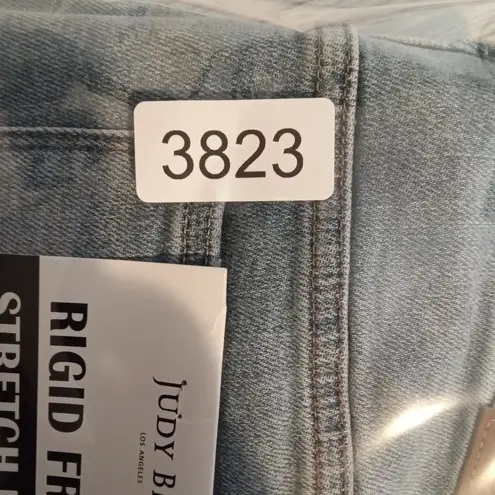 3823
RIGID FR
STRETCH
JUDY B
LOS ANGELES